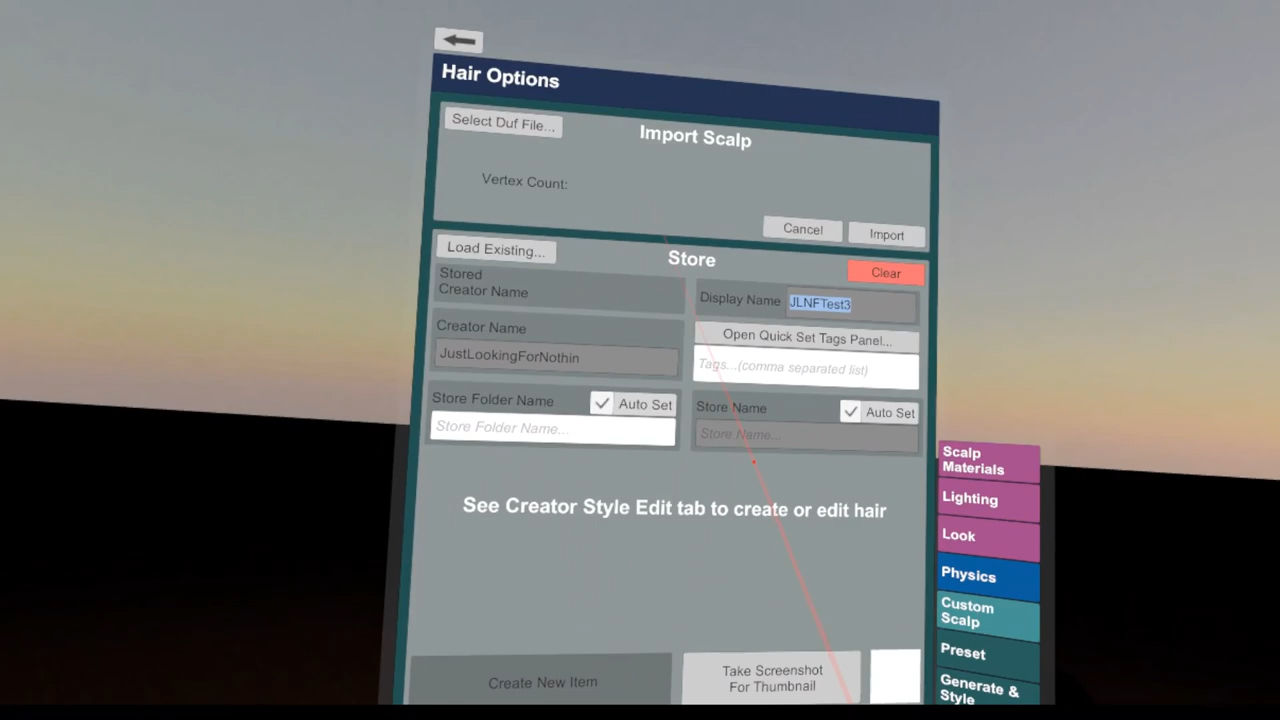 Hair Options
Select Duf File...
Import Scalp
Vertex Count:
Cancel
Import
Load Existing...
Store
Clear
Stored
Creator Name
Display Name
JLNFTest3
Creator Name
Open Quick Set Tags Panel...
JustLookingForNothin
Tags...(comma separated list)
Store Folder Name
Auto Set
Store Name
Auto Set
Store Folder Name...
Store Name...
See Creator Style Edit tab to create or edit hair
Create New Item
Take Screenshot
For Thumbnail
Scalp
Materials
Lighting
Look
Physics
Custom
Scalp
Preset
Generate &
Style